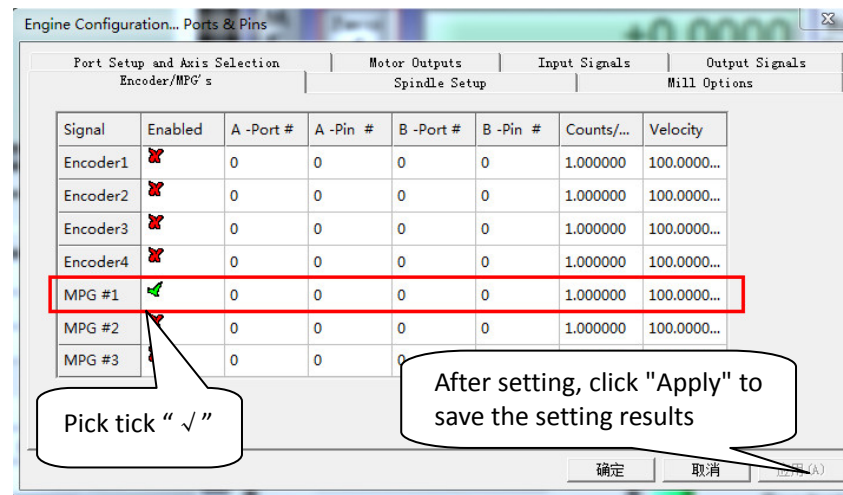 Engine Configuration... Ports & Pins
+0.0000
Port Setup and Axis Selection Motor Outputs Input Signals Output Signals
Encoder/MPG's Spindle Setup Mill Options
Signal Enabled A -Port # A -Pin # B -Port # B -Pin # Counts/... Velocity
Encoder1 0 0 0 0 1.000000 100.0000...
Encoder2 0 0 0 0 1.000000 100.0000...
Encoder3 0 0 0 0 1.000000 100.0000...
Encoder4 0 0 0 0 1.000000 100.0000...
MPG #1 0 0 0 0 1.000000 100.0000...
MPG #2 0 0 0 0 1.000000 100.0000...
MPG #3 0 0
After setting, click "Apply" to
save the setting results
Pick tick “ √ ”
确定 取消 应用(A)